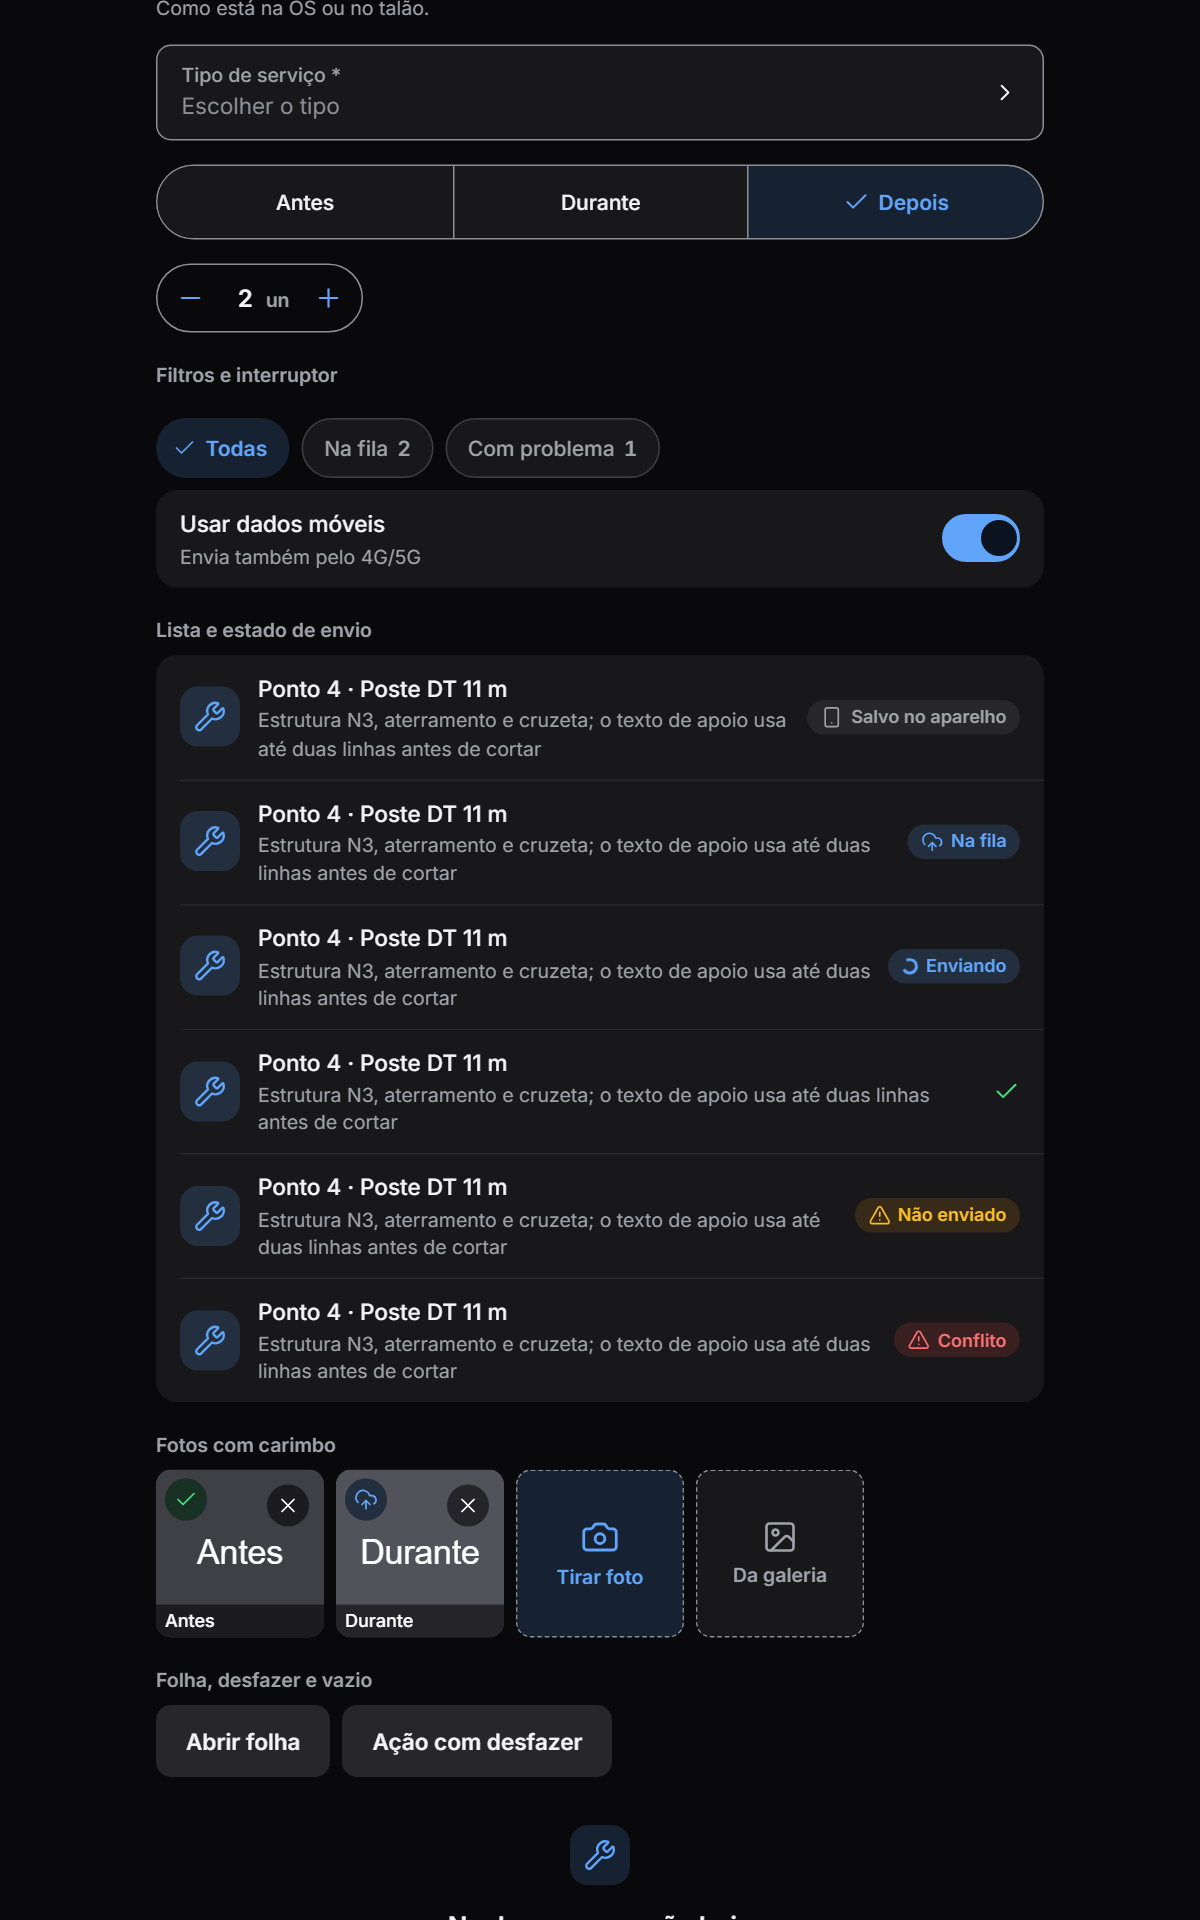 Como está na OS ou no talão.
Tipo de serviço *
Escolher o tipo
Antes
Durante
Depois
2 un
Filtros e interruptor
Todas
Na fila 2
Com problema 1
Usar dados móveis
Envia também pelo 4G/5G
Lista e estado de envio
Ponto 4 · Poste DT 11 m
Estrutura N3, aterramento e cruzeta; o texto de apoio usa
até duas linhas antes de cortar
Salvo no aparelho
Ponto 4 · Poste DT 11 m
Estrutura N3, aterramento e cruzeta; o texto de apoio usa até duas
linhas antes de cortar
Na fila
Ponto 4 · Poste DT 11 m
Estrutura N3, aterramento e cruzeta; o texto de apoio usa até duas
linhas antes de cortar
Enviando
Ponto 4 · Poste DT 11 m
Estrutura N3, aterramento e cruzeta; o texto de apoio usa até duas linhas
antes de cortar
Ponto 4 · Poste DT 11 m
Estrutura N3, aterramento e cruzeta; o texto de apoio usa até
duas linhas antes de cortar
Não enviado
Ponto 4 · Poste DT 11 m
Estrutura N3, aterramento e cruzeta; o texto de apoio usa até duas
linhas antes de cortar
Conflito
Fotos com carimbo
Antes
Antes
Durante
Durante
Tirar foto
Da galeria
Folha, desfazer e vazio
Abrir folha
Ação com desfazer